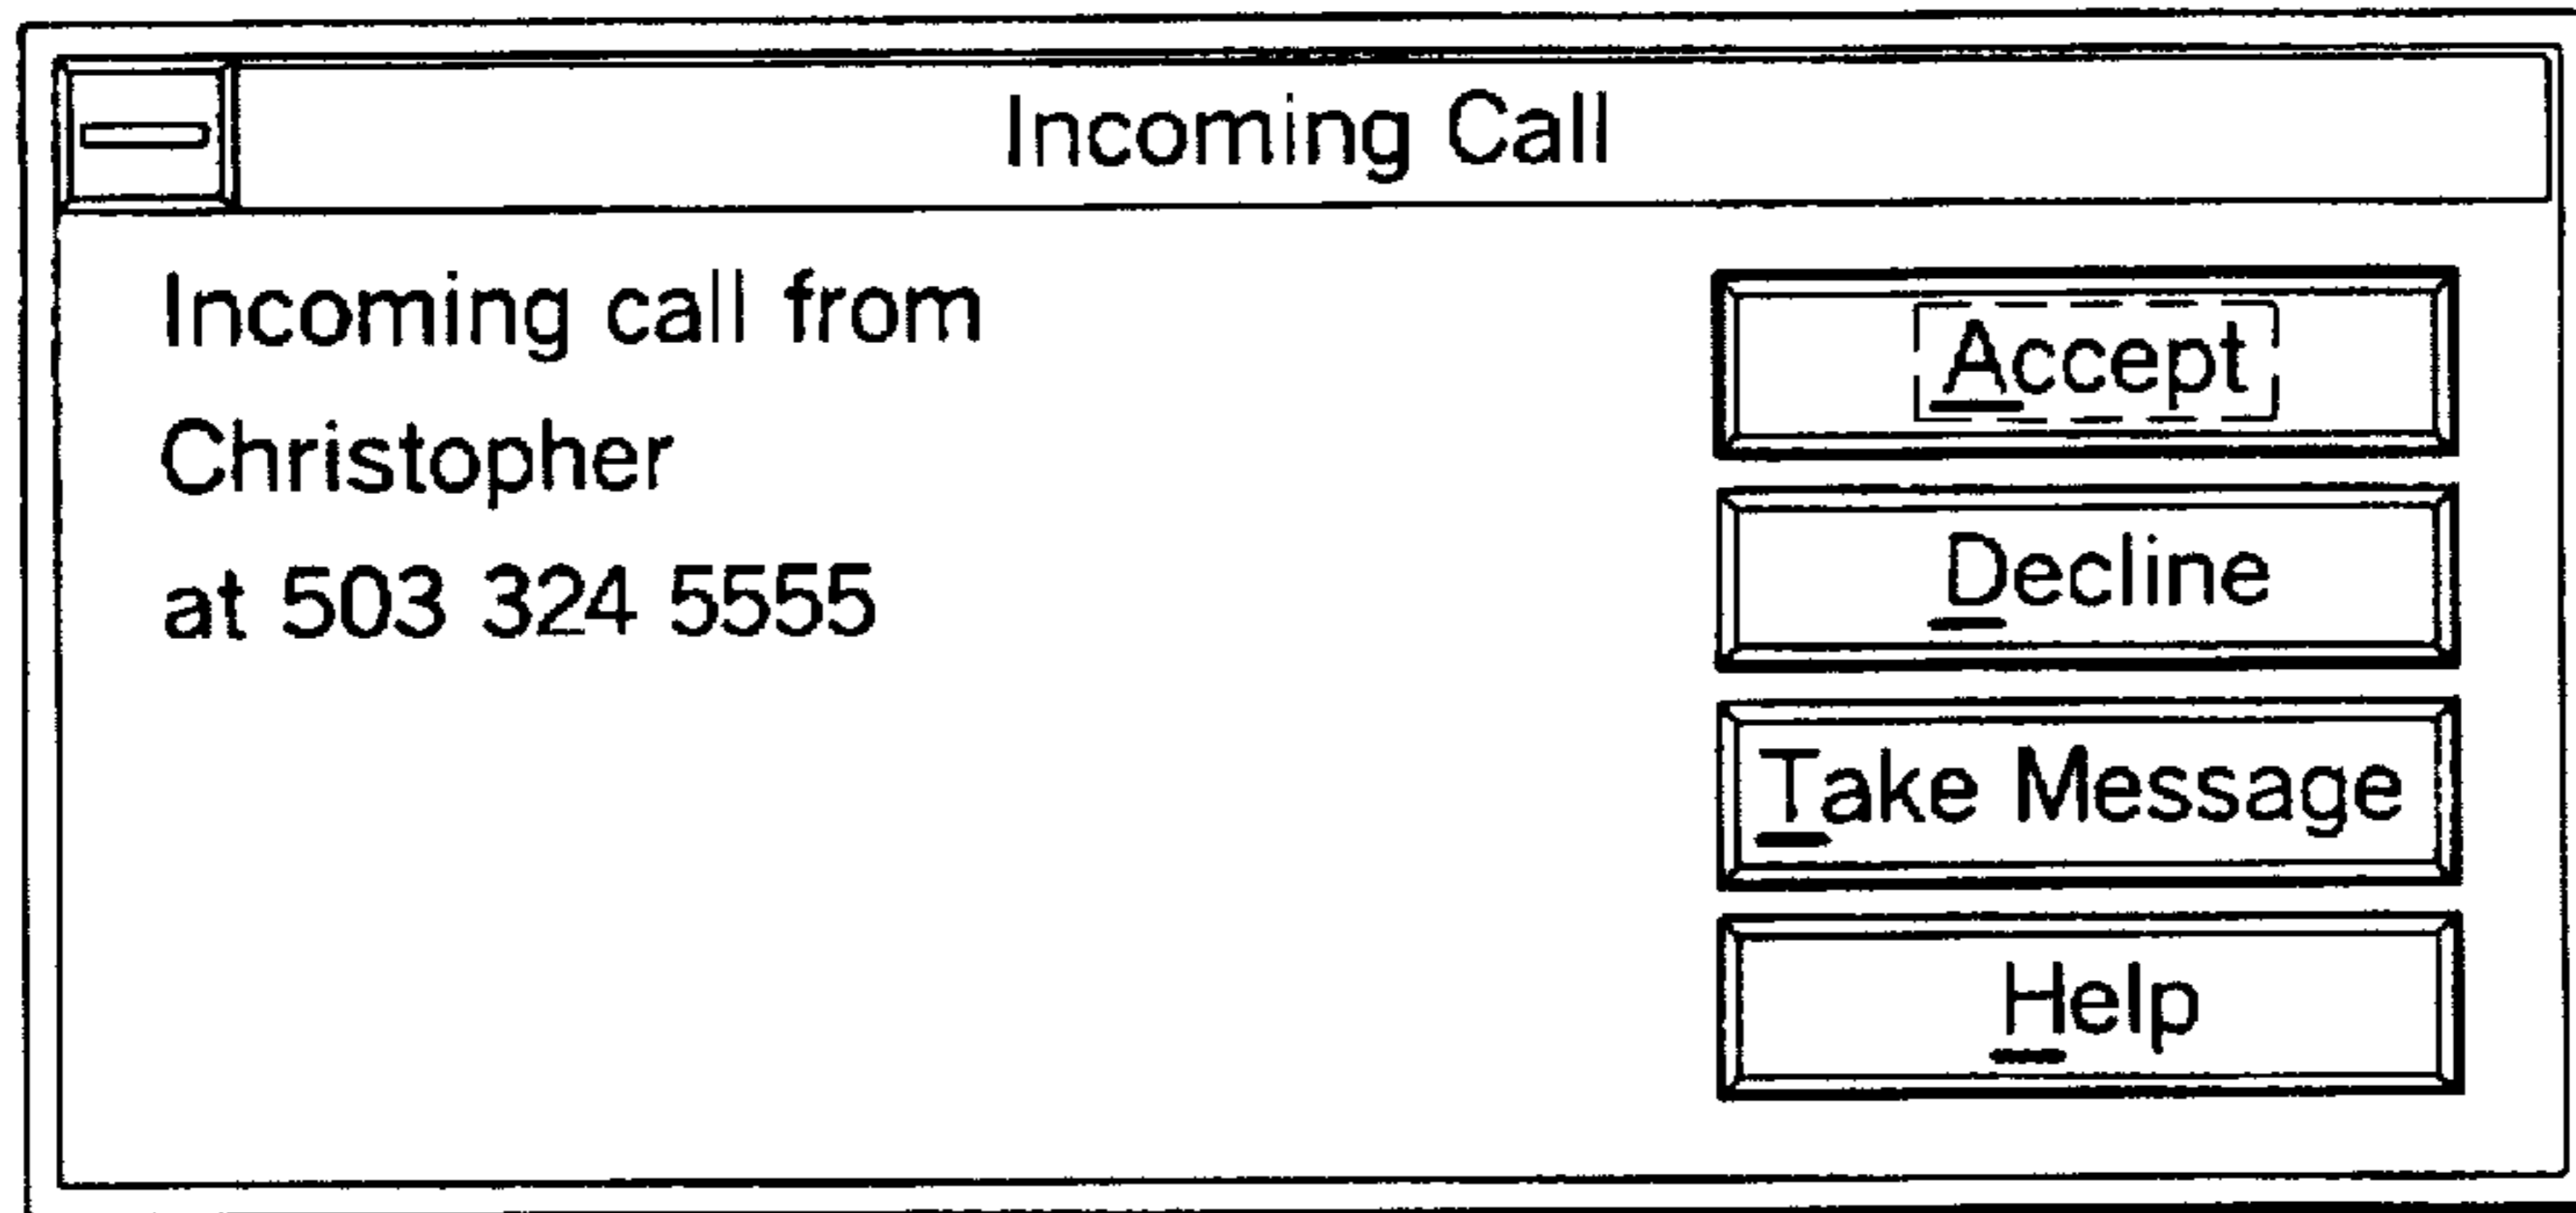 Incoming Call
Incoming call from
Christopher
at 503 324 5555
Accept
Decline
Take Message
Help